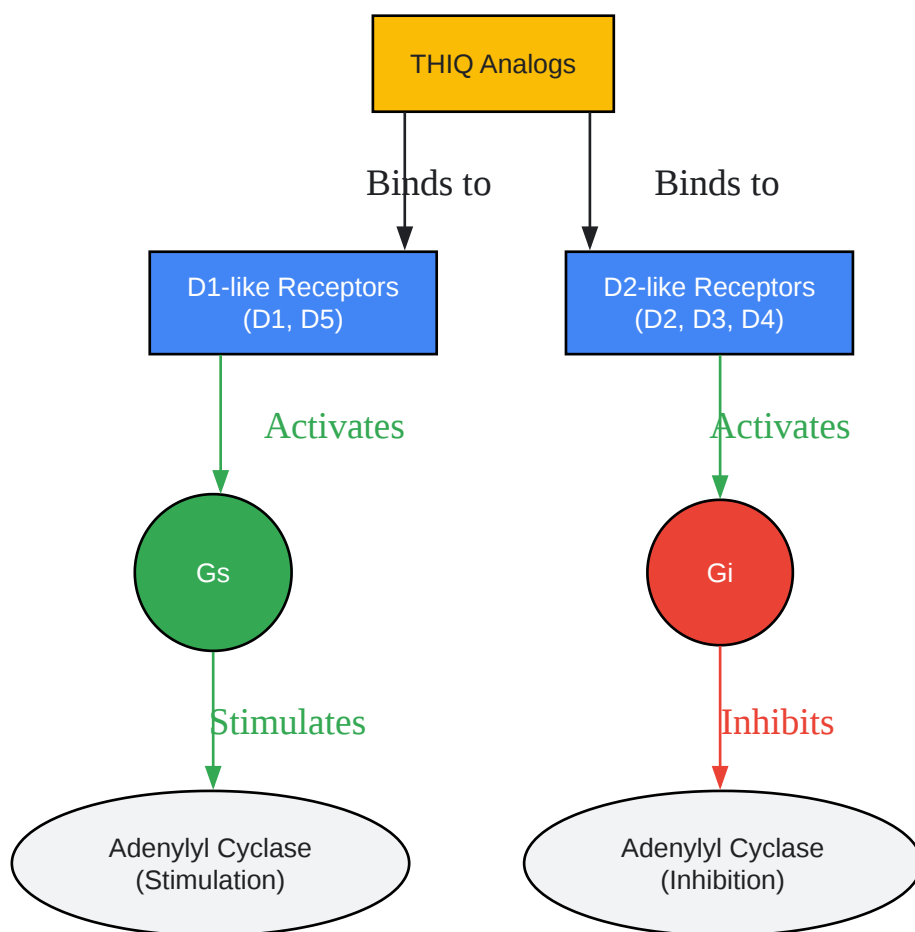 THIQ Analogs
Binds to
Binds to
D1-like Receptors
(D1, D5)
D2-like Receptors
(D2, D3, D4)
Activates
Activates
Gs
Gi
Stimulates
Inhibits
Adenylyl Cyclase
(Stimulation)
Adenylyl Cyclase
(Inhibition)